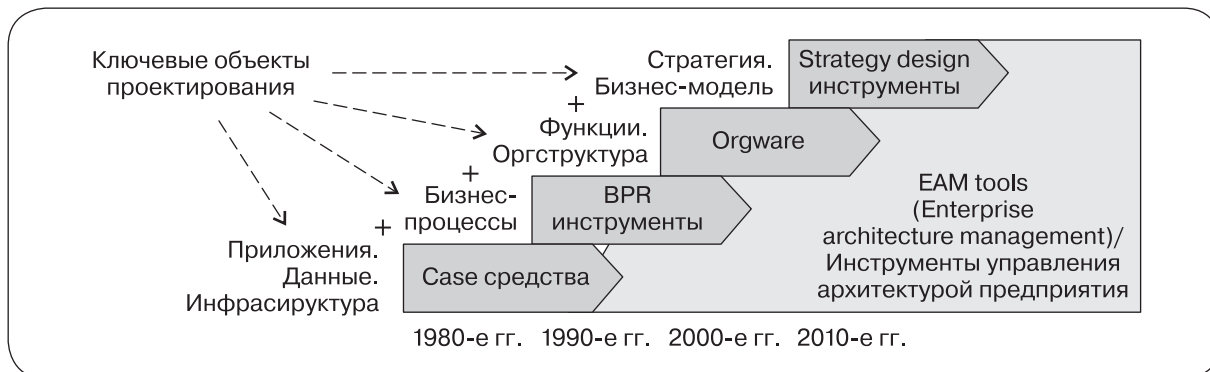 Ключевые объекты
проектирования
Стратегия.
Бизнес-модель
Strategy design
инструменты
+
Функции.
Оргструктура
Orgware
+
Бизнес-
процессы
BPR
инструменты
+
Приложения.
Данные.
Инфрасируктура
Case средства
EAM tools
(Enterprise
architecture management)/
Инструменты управления
архитектурой предприятия
1980-е гг. 1990-е гг. 2000-е гг. 2010-е гг.